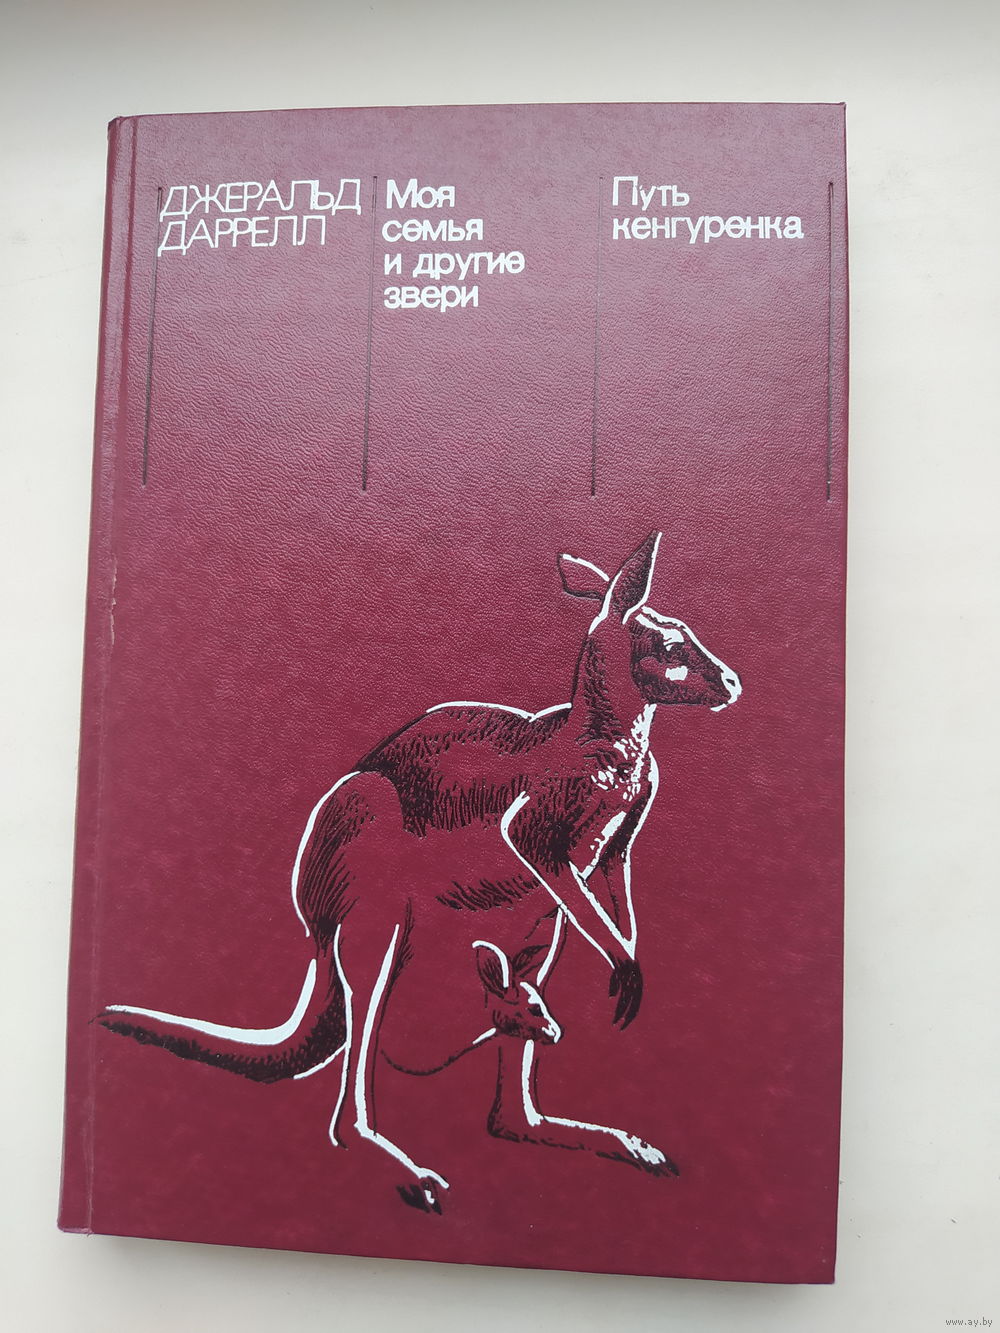 ДЖЕРАЛЬД
ДАРРЕЛЛ
Моя
семья
и другие
звери
Путь
кенгуренка
www.ay.by